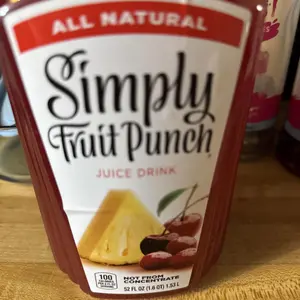 ALL NATURAL
Simply
Fruit Punch
JUICE DRINK
100
NOT FROM
CONCENTRATE
52 FL OZ (1.6 QT) 1.53 L